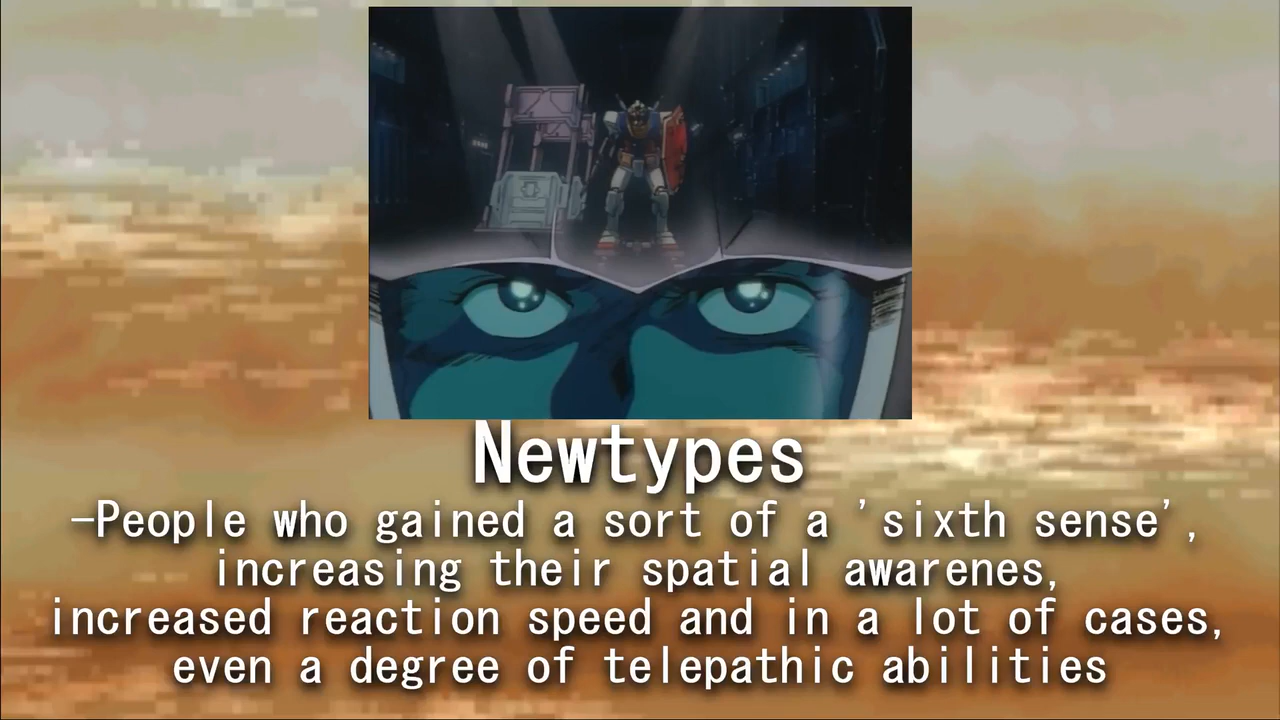 Newtypes
-People who gained a sort of a 'sixth sense',
increasing their spatial awarenes,
increased reaction speed and in a lot of cases,
even a degree of telepathic abilities